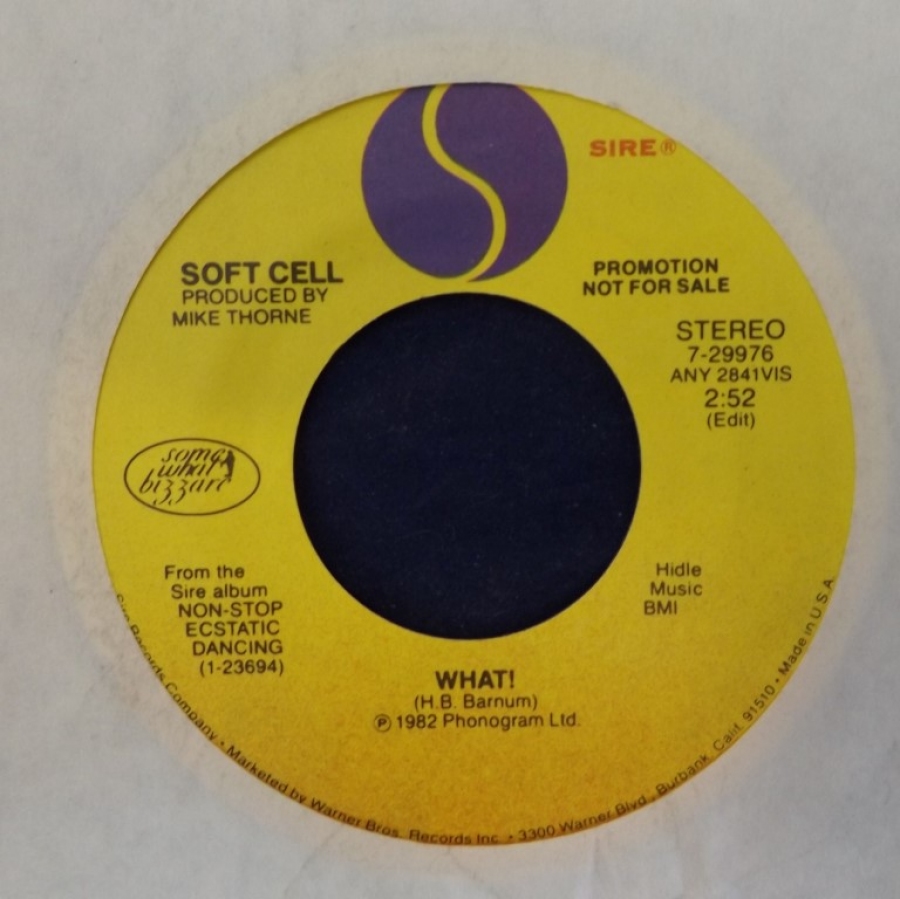 SIRE®
SOFT CELL
PRODUCED BY
MIKE THORNE
PROMOTION
NOT FOR SALE
STEREO
7-29976
ANY 2841VIS
2:52
(Edit)
some
what
bizzare
From the
Sire album
NON-STOP
ECSTATIC
DANCING
(1-23694)
Hidle
Music
BMI
WHAT!
(H.B. Barnum)
Ⓟ 1982 Phonogram Ltd.
Sire Records Company • Marketed by Warner Bros. Records Inc. • 3300 Warner Blvd., Burbank, Calif. 91510 • Made in U.S.A.